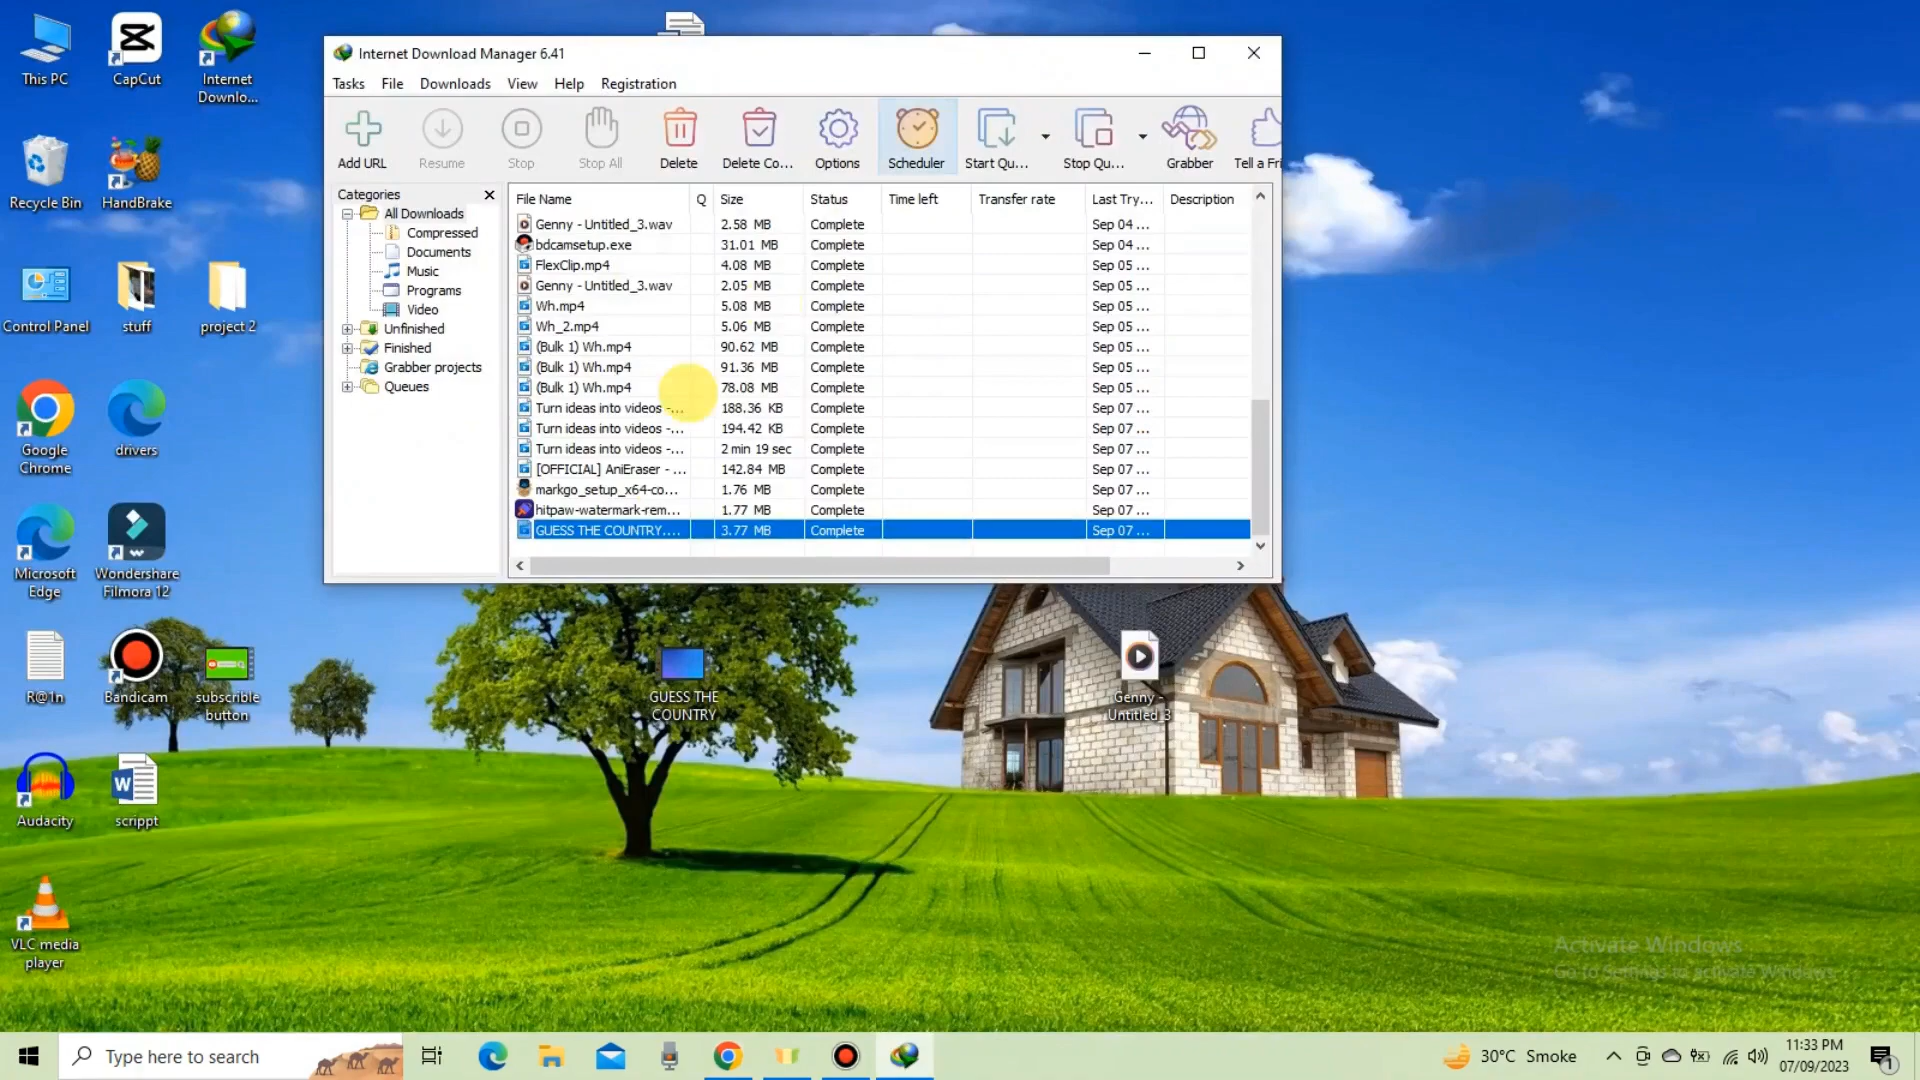 This PC
CapCut
Internet
Downlo...
Recycle Bin
HandBrake
Control Panel
stuff
project 2
Google
Chrome
drivers
Microsoft
Edge
Wondershare
Filmora 12
R@1n
Bandicam
subscrible
button
Audacity
scrippt
VLC media
player
Internet Download Manager 6.41
Tasks File Downloads View Help Registration
Add URL Resume Stop Stop All Delete Delete Co... Options Scheduler Start Qu... Stop Qu... Grabber Tell a Fri
Categories
All Downloads
Compressed
Documents
Music
Programs
Video
Unfinished
Finished
Grabber projects
Queues
File Name Q Size Status Time left Transfer rate Last Try... Description
Genny - Untitled_3.wav 2.58 MB Complete Sep 04 ...
bdcamsetup.exe 31.01 MB Complete Sep 04 ...
FlexClip.mp4 4.08 MB Complete Sep 05 ...
Genny - Untitled_3.wav 2.05 MB Complete Sep 05 ...
Wh.mp4 5.08 MB Complete Sep 05 ...
Wh_2.mp4 5.06 MB Complete Sep 05 ...
(Bulk 1) Wh.mp4 90.62 MB Complete Sep 05 ...
(Bulk 1) Wh.mp4 91.36 MB Complete Sep 05 ...
(Bulk 1) Wh.mp4 78.08 MB Complete Sep 05 ...
Turn ideas into videos -... 188.36 KB Complete Sep 07 ...
Turn ideas into videos -... 194.42 KB Complete Sep 07 ...
Turn ideas into videos -... 2 min 19 sec Complete Sep 07 ...
[OFFICIAL] AniEraser - ... 142.84 MB Complete Sep 07 ...
markgo_setup_x64-co... 1.76 MB Complete Sep 07 ...
hitpaw-watermark-rem... 1.77 MB Complete Sep 07 ...
GUESS THE COUNTRY.... 3.77 MB Complete Sep 07 ...
GUESS THE
COUNTRY
Genny -
Untitled_3
Activate Windows
Go to Settings to activate Windows.
Type here to search
30°C Smoke
11:33 PM
07/09/2023
1